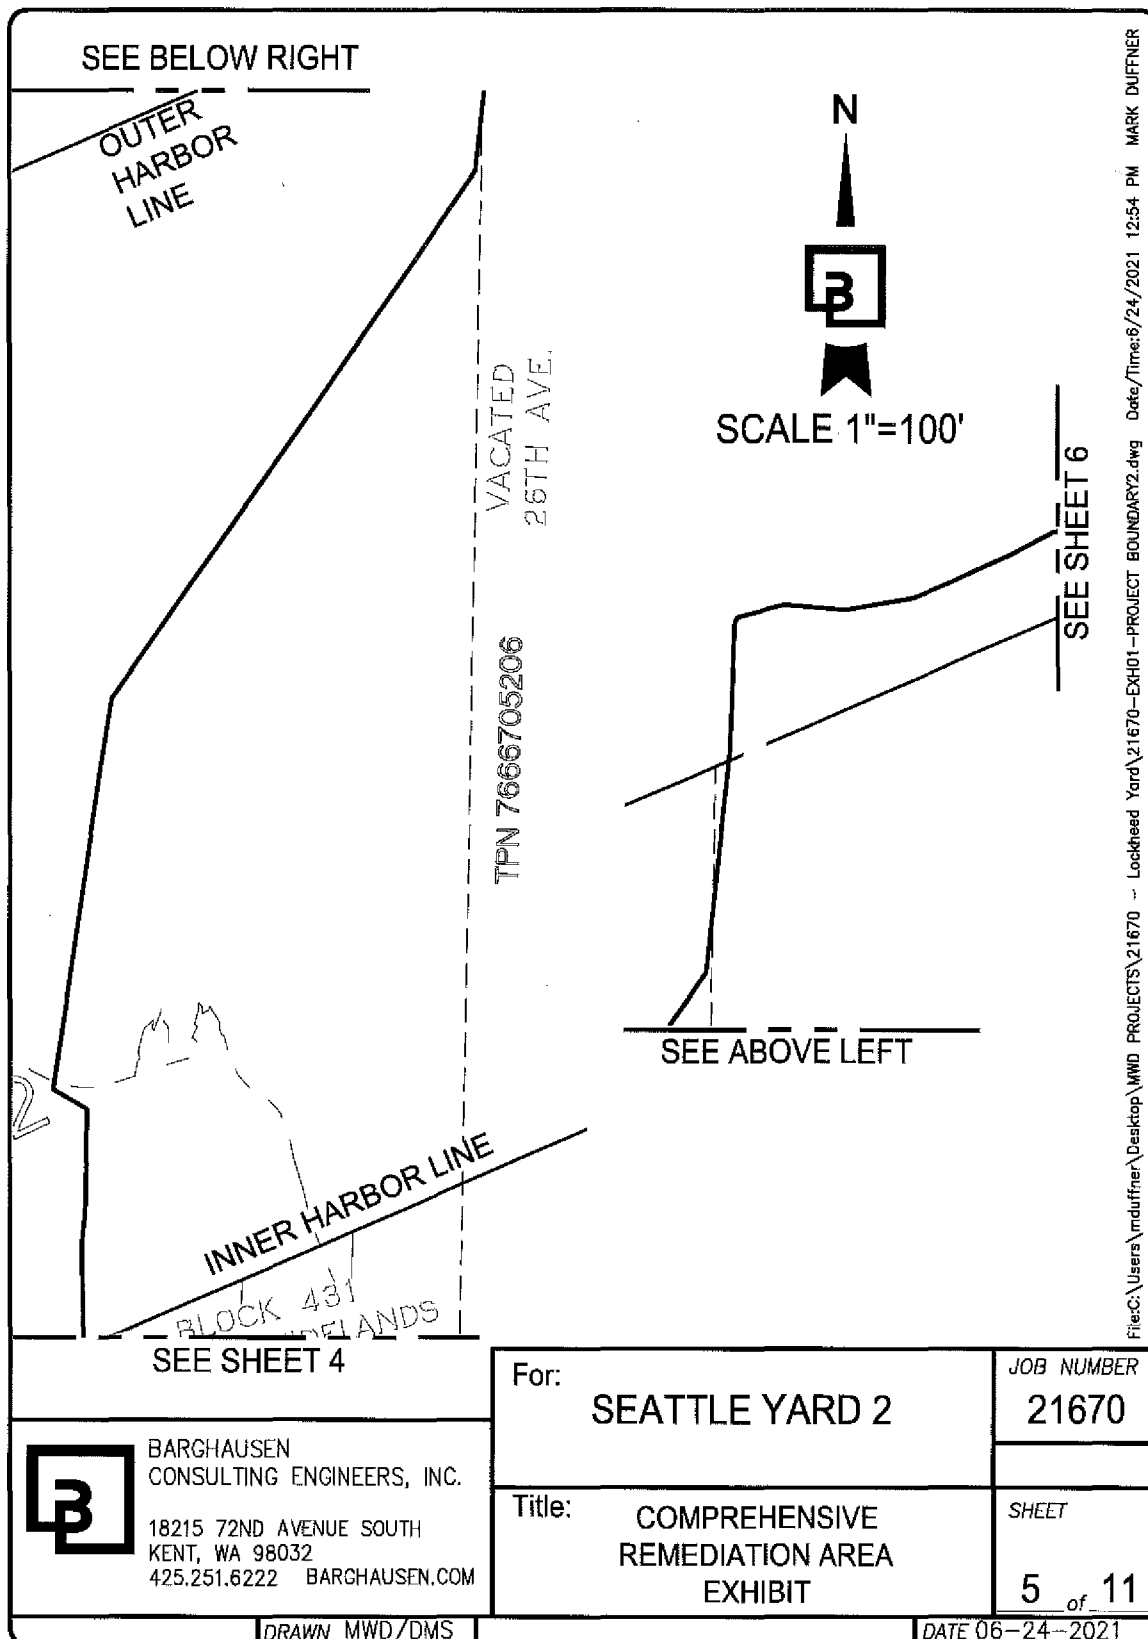 SEE BELOW RIGHT
OUTER
HARBOR
LINE
VACATED
26TH AVE.
TPN 7666705206
2
INNER HARBOR LINE
BLOCK 431
SEE SHEET 4
N
B
SCALE 1"=100'
SEE SHEET 6
SEE ABOVE LEFT
File:C:\Users\mduffner\Desktop\MWD PROJECTS\21670 - Lockheed Yard\21670-EXH01-PROJECT BOUNDARY2.dwg Date/Time:6/24/2021 12:54 PM MARK DUFFNER
B
BARGHAUSEN
CONSULTING ENGINEERS, INC.
18215 72ND AVENUE SOUTH
KENT, WA 98032
425.251.6222 BARGHAUSEN.COM
For:
SEATTLE YARD 2
JOB NUMBER
21670
Title:
COMPREHENSIVE
REMEDIATION AREA
EXHIBIT
SHEET
5 of 11
DRAWN MWD/DMS
DATE 06-24-2021